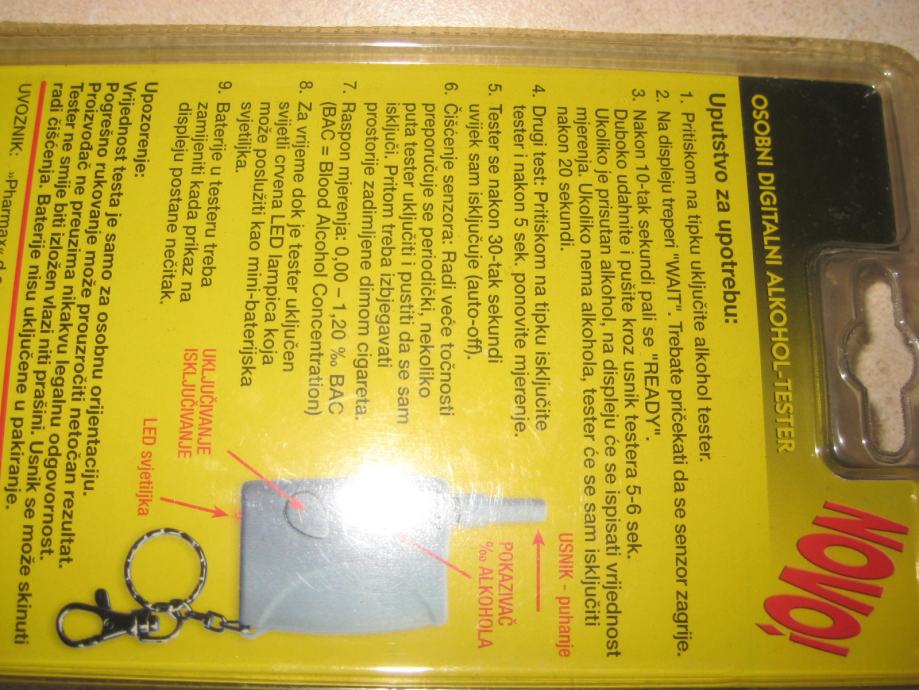 OSOBNI DIGITALNI ALKOHOL-TESTER
NOVO!
Uputstvo za upotrebu:
1. Pritiskom na tipku uključite alkohol tester.
2. Na displeju treperi "WAIT". Trebate pričekati da se senzor zagrije.
3. Nakon 10-tak sekundi pali se "READY".
Duboko udahnite i pušite kroz usnik testera 5-6 sek.
Ukoliko je prisutan alkohol, na displeju će se ispisati vrijednost
mjerenja. Ukoliko nema alkohola, tester će se sam isključiti
nakon 20 sekundi.
4. Drugi test: Pritiskom na tipku isključite
tester i nakon 5 sek. ponovite mjerenje.
5. Tester se nakon 30-tak sekundi
uvijek sam isključuje (auto-off).
6. Čišćenje senzora: Radi veće točnosti
preporučuje se periodički, nekoliko
puta tester uključiti i pustiti da se sam
isključi. Pritom treba izbjegavati
prostorije zadimljene dimom cigareta.
7. Raspon mjerenja: 0,00 – 1,20 ‰ BAC
(BAC = Blood Alcohol Concentration)
8. Za vrijeme dok je tester uključen
svijetli crvena LED lampica koja
može poslužiti kao mini-baterijska
svjetiljka.
9. Baterije u testeru treba
zamijeniti kada prikaz na
displeju postane nečitak.
USNIK - puhanje
POKAZIVAČ
‰ ALKOHOLA
UKLJUČIVANJE
ISKLJUČIVANJE
LED svjetiljka
Upozorenje:
Vrijednost testa je samo za osobnu orijentaciju.
Pogrešno rukovanje može prouzročiti netočan rezultat.
Proizvođač ne preuzima nikakvu legalnu odgovornost.
Tester ne smije biti izložen vlazi niti prašini. Usnik se može skinuti
radi čišćenja. Baterije nisu uključene u pakiranje.
UVOZNIK: »Pharmax« d.